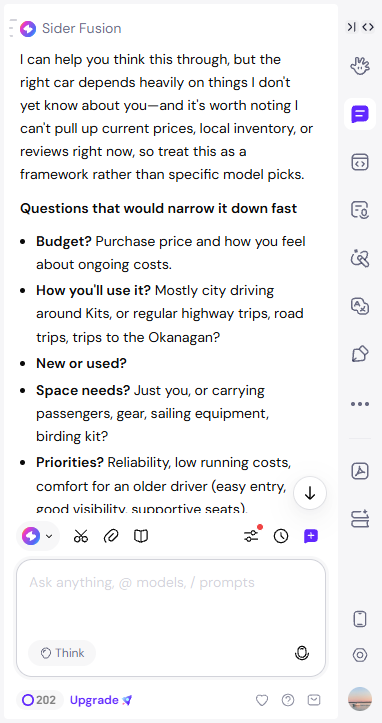 Sider Fusion
I can help you think this through, but the
right car depends heavily on things I don't
yet know about you—and it's worth noting I
can't pull up current prices, local inventory, or
reviews right now, so treat this as a
framework rather than specific model picks.
Questions that would narrow it down fast
• Budget? Purchase price and how you feel
about ongoing costs.
• How you'll use it? Mostly city driving
around Kits, or regular highway trips, road
trips, trips to the Okanagan?
• New or used?
• Space needs? Just you, or carrying
passengers, gear, sailing equipment,
birding kit?
• Priorities? Reliability, low running costs,
comfort for an older driver (easy entry,
good visibility, supportive seats).
Ask anything, @ models, / prompts
Think
202 Upgrade